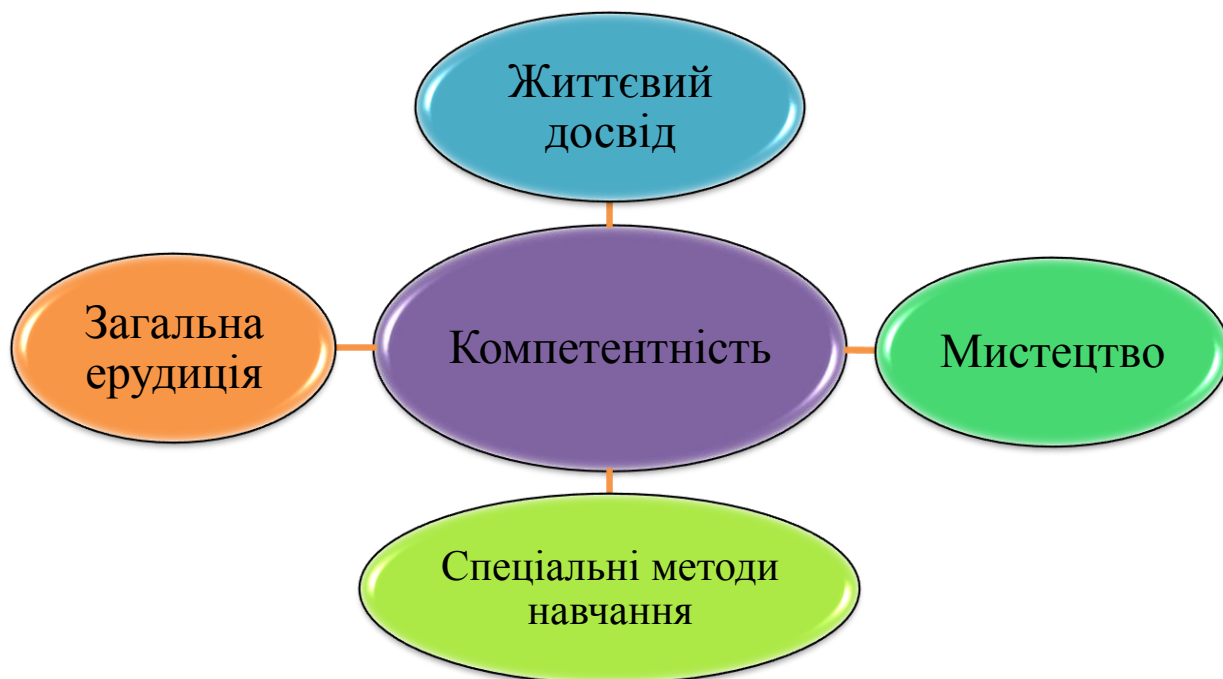 Життєвий
досвід
Загальна
ерудиція
Компетентність
Мистецтво
Спеціальні методи
навчання